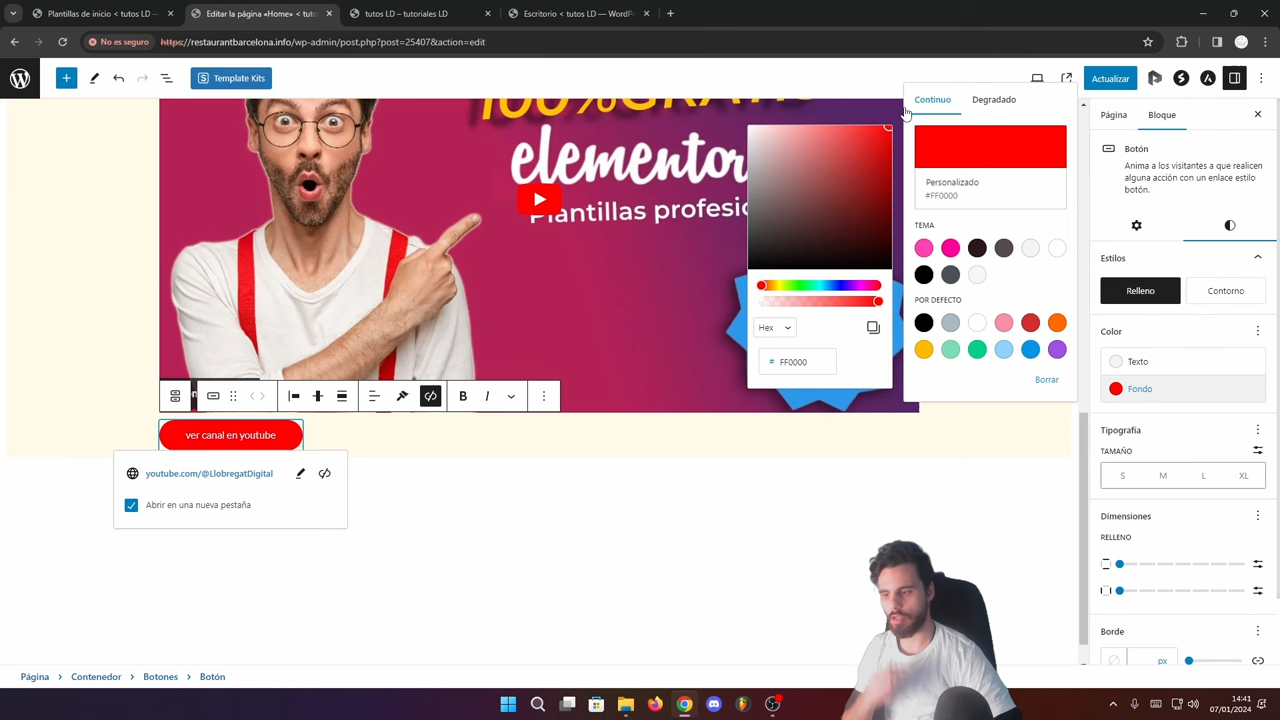 Plantillas de inicio < tutos LD —
Editar la página «Home» < tuto
tutos LD – tutoriales LD
Escritorio < tutos LD — WordPr
No es seguro
https://restaurantbarcelona.info/wp-admin/post.php?post=25407&action=edit
Template Kits
Actualizar
100%GRATIS
elementor
Plantillas profesio
Continuo
Degradado
Personalizado
#FF0000
TEMA
POR DEFECTO
Borrar
Hex
# FF0000
Página
Bloque
Botón
Anima a los visitantes a que realicen
alguna acción con un enlace estilo
botón.
Estilos
Relleno
Contorno
Color
Texto
Fondo
Tipografía
TAMAÑO
S M L XL
Dimensiones
RELLENO
Borde
px
B I
ver canal en youtube
youtube.com/@LlobregatDigital
Abrir en una nueva pestaña
Página > Contenedor > Botones > Botón
14:41
07/01/2024